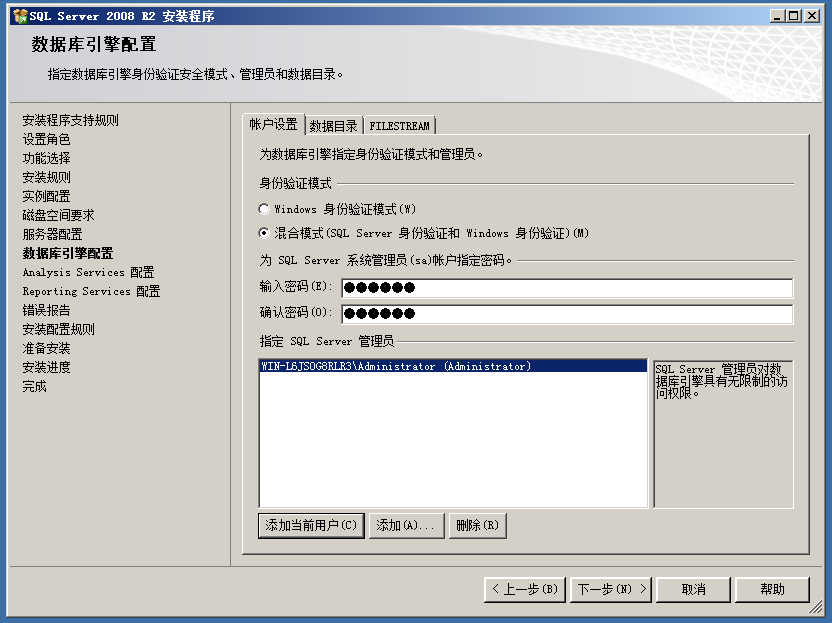 SQL Server 2008 R2 安装程序
数据库引擎配置
指定数据库引擎身份验证安全模式、管理员和数据目录。
安装程序支持规则
设置角色
功能选择
安装规则
实例配置
磁盘空间要求
服务器配置
数据库引擎配置
Analysis Services 配置
Reporting Services 配置
错误报告
安装配置规则
准备安装
安装进度
完成
帐户设置 数据目录 FILESTREAM
为数据库引擎指定身份验证模式和管理员。
身份验证模式
Windows 身份验证模式(W)
混合模式(SQL Server 身份验证和 Windows 身份验证)(M)
为 SQL Server 系统管理员(sa)帐户指定密码。
输入密码(E): ●●●●●●
确认密码(O): ●●●●●●
指定 SQL Server 管理员
WIN-L6JSOG8RLR3\Administrator (Administrator)
SQL Server 管理员对数
据库引擎具有无限制的访
问权限。
添加当前用户(C) 添加(A)... 删除(R)
< 上一步(B) 下一步(N) > 取消 帮助